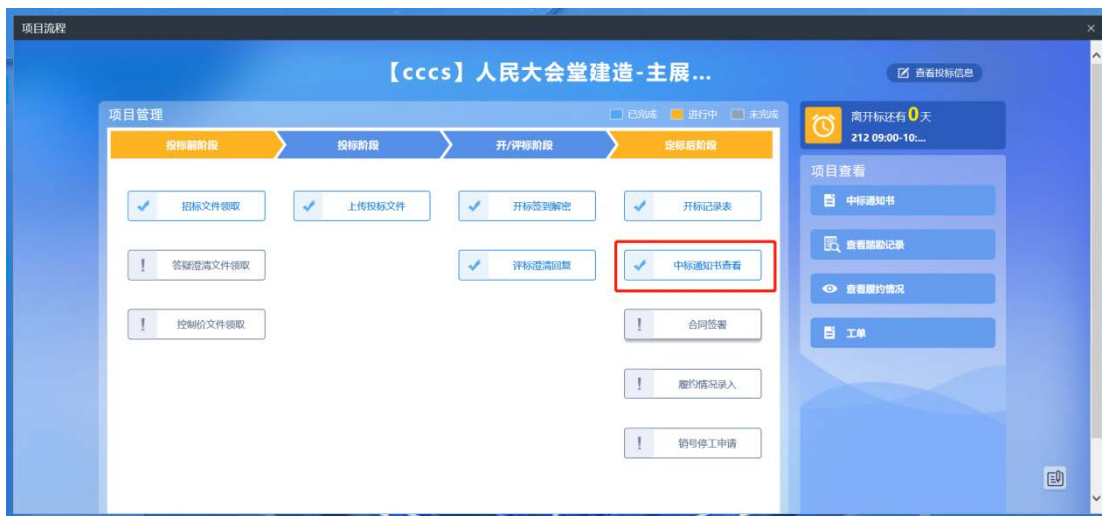 项目流程
【cccs】人民大会堂建造-主展...
查看投标信息
项目管理
已完成 进行中 未完成
投标前阶段 投标阶段 开/评标阶段 定标后阶段
招标文件领取 上传投标文件 开标签到解密 开标记录表
答疑澄清文件领取 评标澄清回复 中标通知书查看
控制价文件领取 合同签署
履约情况录入
销号停工申请
离开标还有0天
212 09:00-10:...
项目查看
中标通知书
查看踏勘记录
查看履约情况
工单